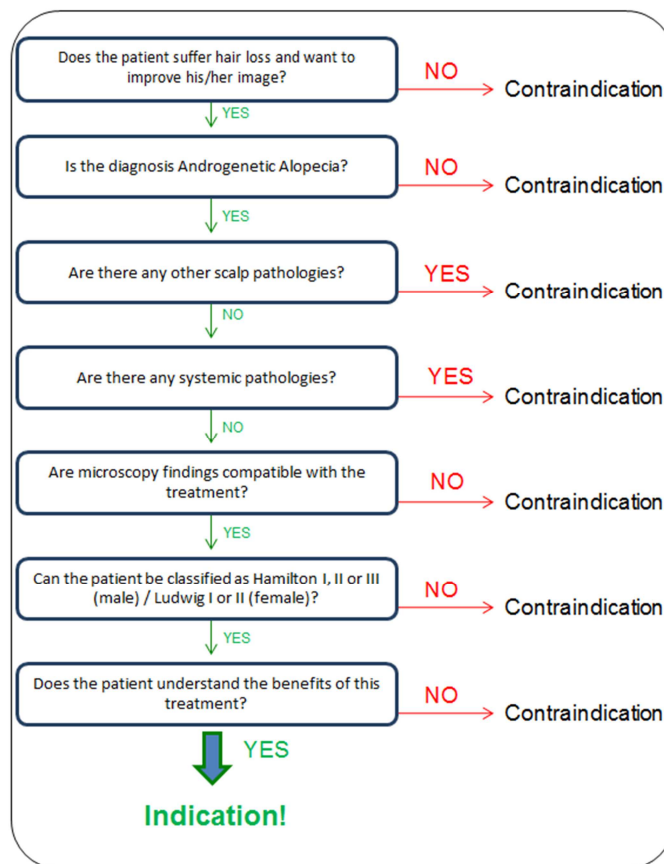 Does the patient suffer hair loss and want to
improve his/her image?
NO
Contraindication
YES
Is the diagnosis Androgenetic Alopecia?
NO
Contraindication
YES
Are there any other scalp pathologies?
YES
Contraindication
NO
Are there any systemic pathologies?
YES
Contraindication
NO
Are microscopy findings compatible with the
treatment?
NO
Contraindication
YES
Can the patient be classified as Hamilton I, II or III
(male) / Ludwig I or II (female)?
NO
Contraindication
YES
Does the patient understand the benefits of this
treatment?
NO
Contraindication
YES
Indication!